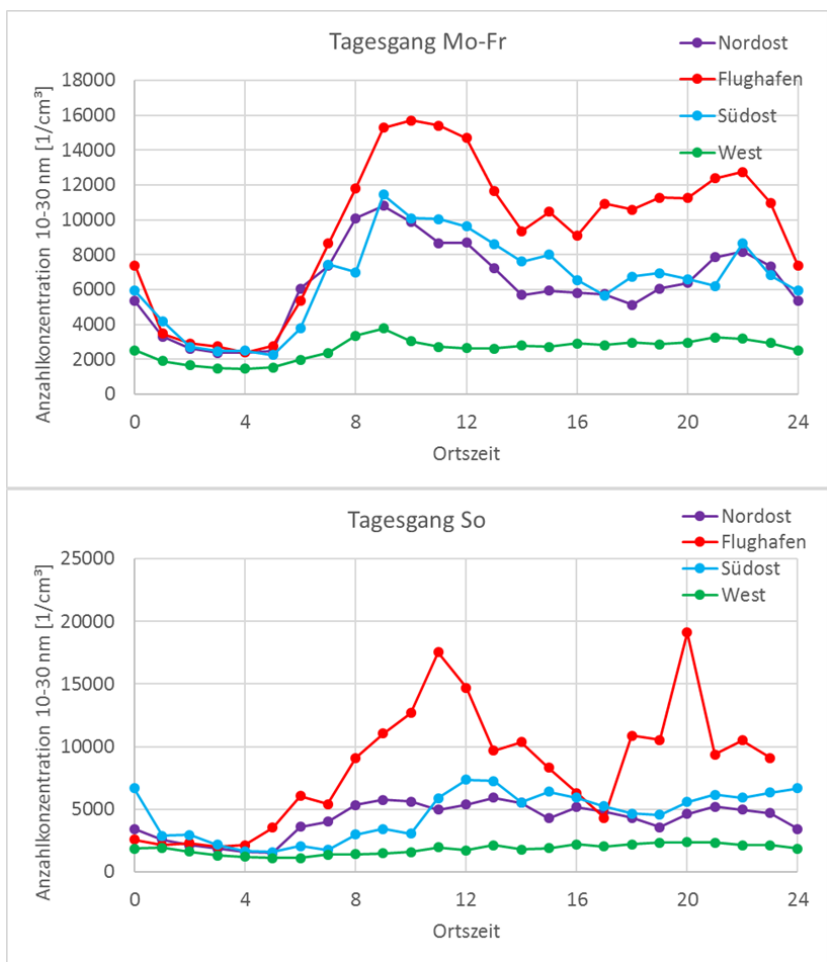 Tagesgang Mo-Fr
Nordost
Flughafen
Südost
West
Anzahlkonzentration 10-30 nm [1/cm³]
18000
16000
14000
12000
10000
8000
6000
4000
2000
0
0 4 8 12 16 20 24
Ortszeit
Tagesgang So
Nordost
Flughafen
Südost
West
Anzahlkonzentration 10-30 nm [1/cm³]
25000
20000
15000
10000
5000
0
0 4 8 12 16 20 24
Ortszeit